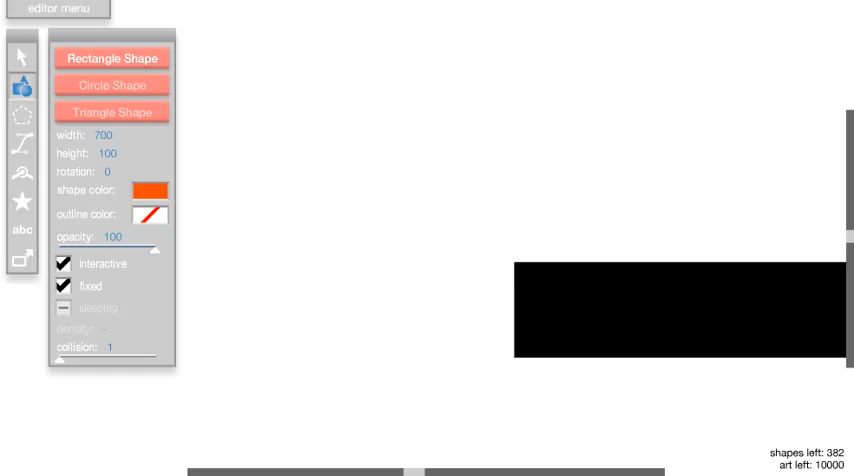 editor menu
Rectangle Shape
Circle Shape
Triangle Shape
width: 700
height: 100
rotation: 0
shape color:
outline color:
opacity: 100
interactive
fixed
sleeping
density: -
collision: 1
abc
shapes left: 382
art left: 10000